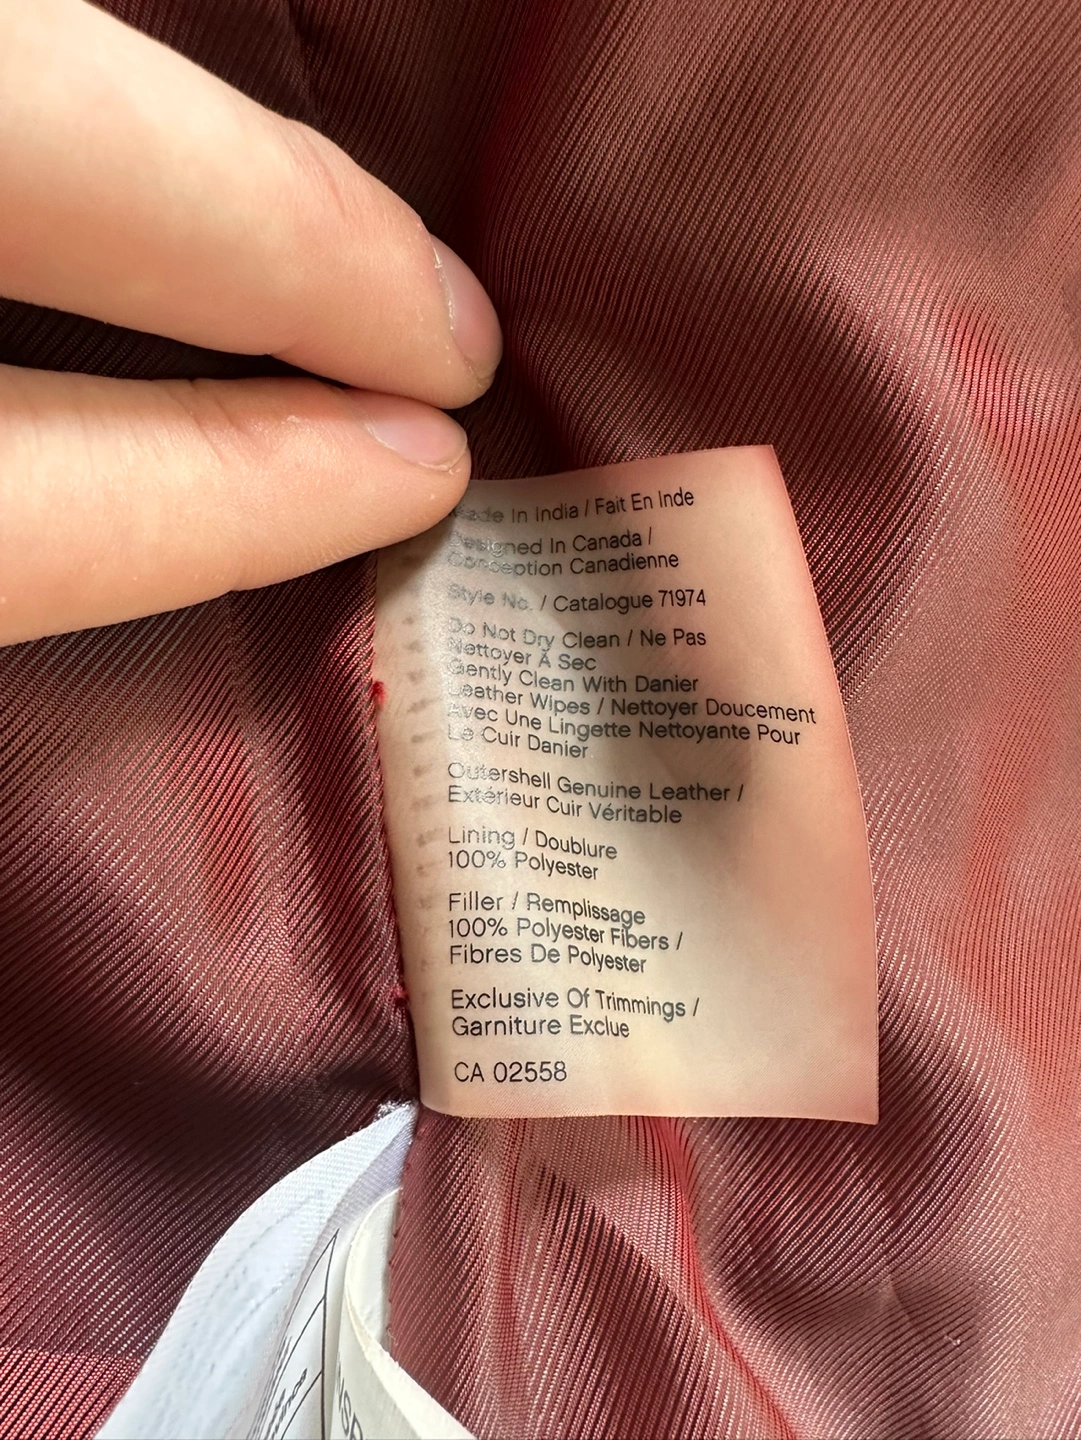 Made In India / Fait En Inde
Designed In Canada /
Conception Canadienne
Style No. / Catalogue 71974
Do Not Dry Clean / Ne Pas
Nettoyer À Sec
Gently Clean With Danier
Leather Wipes / Nettoyer Doucement
Avec Une Lingette Nettoyante Pour
Le Cuir Danier
Outershell Genuine Leather /
Extérieur Cuir Véritable
Lining / Doublure
100% Polyester
Filler / Remplissage
100% Polyester Fibers /
Fibres De Polyester
Exclusive Of Trimmings /
Garniture Exclue
CA 02558